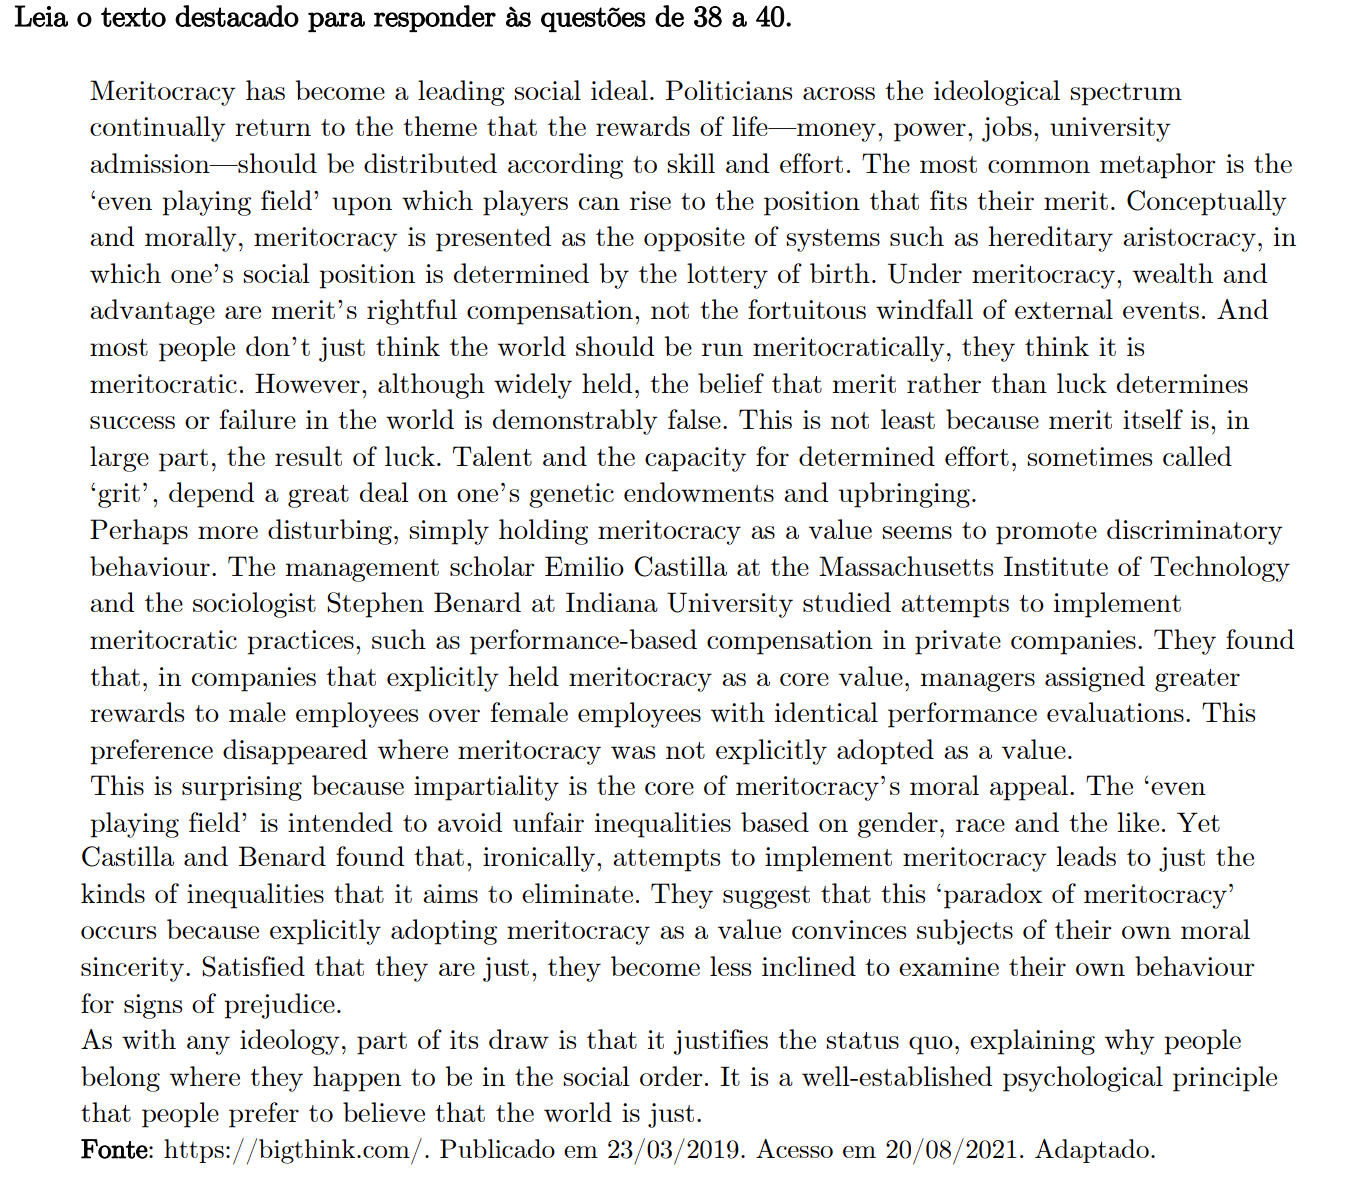 Leia o texto destacado para responder às questões de 38 a 40.
Meritocracy has become a leading social ideal. Politicians across the ideological spectrum
continually return to the theme that the rewards of life—money, power, jobs, university
admission—should be distributed according to skill and effort. The most common metaphor is the
‘even playing field’ upon which players can rise to the position that fits their merit. Conceptually
and morally, meritocracy is presented as the opposite of systems such as hereditary aristocracy, in
which one’s social position is determined by the lottery of birth. Under meritocracy, wealth and
advantage are merit’s rightful compensation, not the fortuitous windfall of external events. And
most people don’t just think the world should be run meritocratically, they think it is
meritocratic. However, although widely held, the belief that merit rather than luck determines
success or failure in the world is demonstrably false. This is not least because merit itself is, in
large part, the result of luck. Talent and the capacity for determined effort, sometimes called
‘grit’, depend a great deal on one’s genetic endowments and upbringing.
Perhaps more disturbing, simply holding meritocracy as a value seems to promote discriminatory
behaviour. The management scholar Emilio Castilla at the Massachusetts Institute of Technology
and the sociologist Stephen Benard at Indiana University studied attempts to implement
meritocratic practices, such as performance-based compensation in private companies. They found
that, in companies that explicitly held meritocracy as a core value, managers assigned greater
rewards to male employees over female employees with identical performance evaluations. This
preference disappeared where meritocracy was not explicitly adopted as a value.
This is surprising because impartiality is the core of meritocracy’s moral appeal. The ‘even
playing field’ is intended to avoid unfair inequalities based on gender, race and the like. Yet
Castilla and Benard found that, ironically, attempts to implement meritocracy leads to just the
kinds of inequalities that it aims to eliminate. They suggest that this ‘paradox of meritocracy’
occurs because explicitly adopting meritocracy as a value convinces subjects of their own moral
sincerity. Satisfied that they are just, they become less inclined to examine their own behaviour
for signs of prejudice.
As with any ideology, part of its draw is that it justifies the status quo, explaining why people
belong where they happen to be in the social order. It is a well-established psychological principle
that people prefer to believe that the world is just.
Fonte: https://bigthink.com/. Publicado em 23/03/2019. Acesso em 20/08/2021. Adaptado.